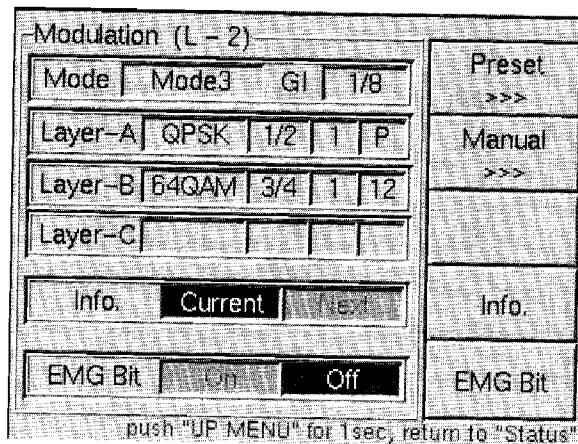 Modulation (L – 2)
Mode Mode3 GI 1/8
Layer–A QPSK 1/2 1 P
Layer–B 64QAM 3/4 1 12
Layer–C
Info. Current Next
EMG Bit On Off
Preset
>>>
Manual
>>>
Info.
EMG Bit
push "UP MENU" for 1sec, return to "Status"